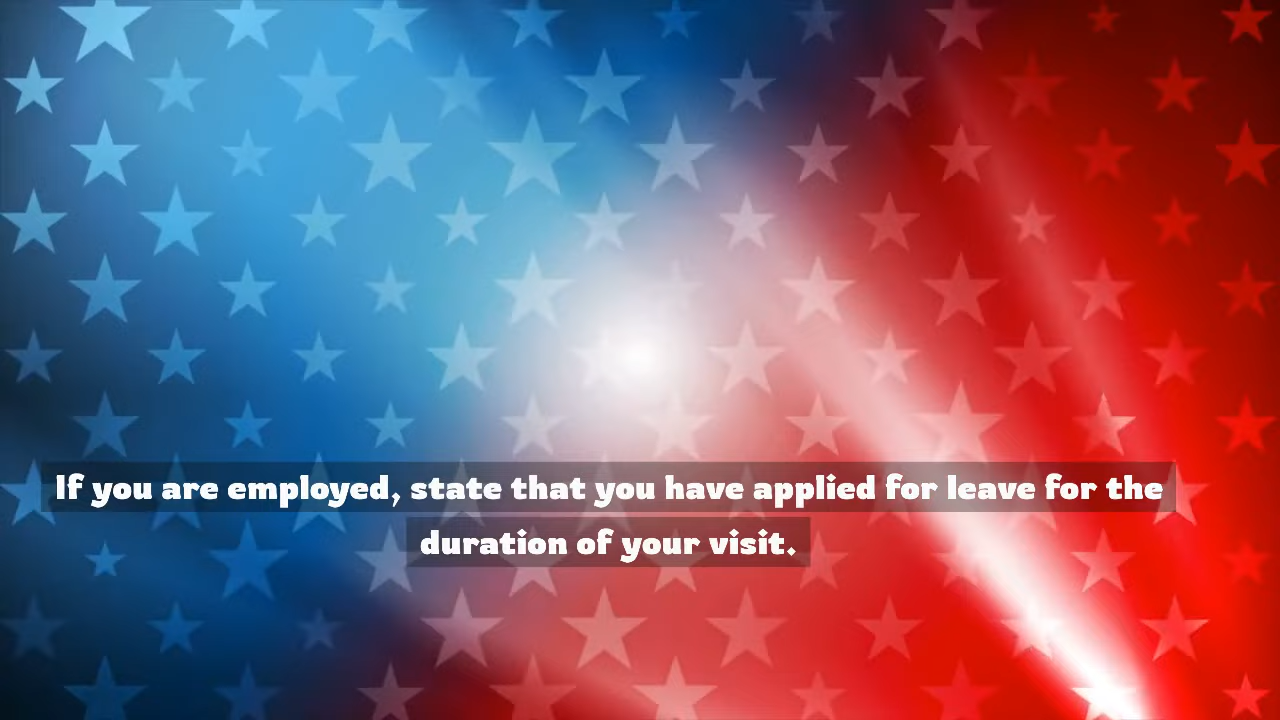 If you are employed, state that you have applied for leave for the
duration of your visit.